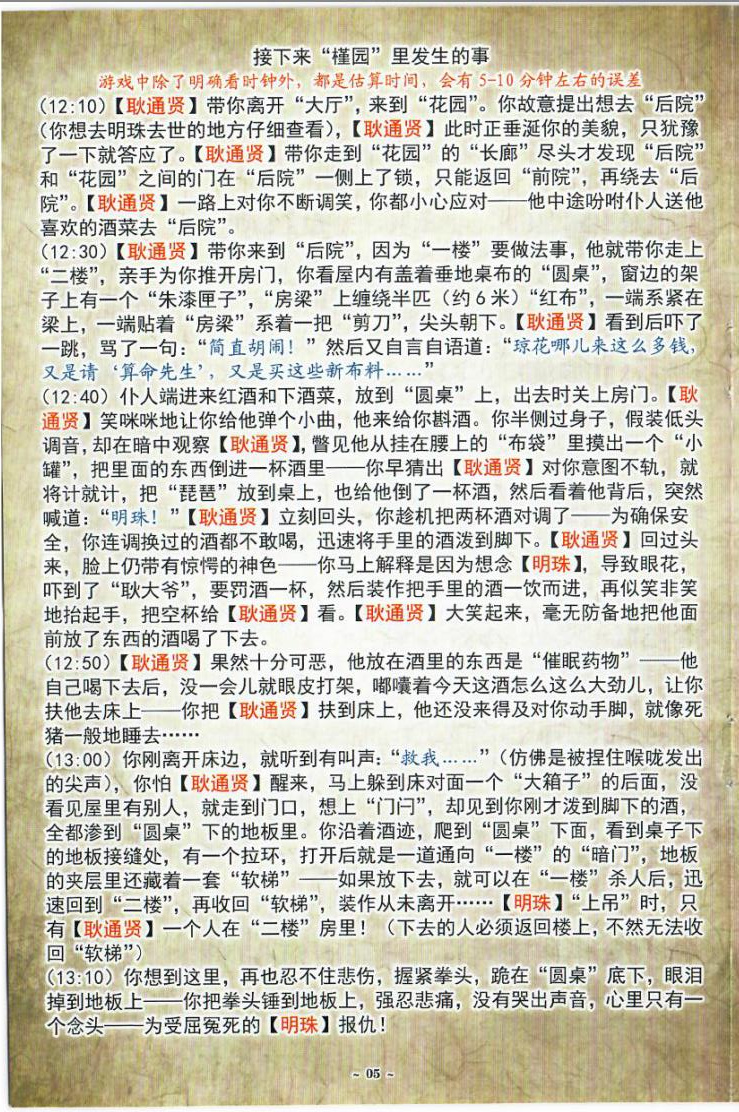 接下来“槿园”里发生的事
游戏中除了明确看时钟外，都是估算时间，会有 5-10 分钟左右的误差
(12:10)【耿通贤】带你离开“大厅”，来到“花园”。你故意提出想去“后院”
(你想去明珠去世的地方仔细查看)，【耿通贤】此时正垂涎你的美貌，只犹豫
了一下就答应了。【耿通贤】带你走到“花园”的“长廊”尽头才发现“后院”
和“花园”之间的门在“后院”一侧上了锁，只能返回“前院”，再绕去“后
院”。【耿通贤】一路上对你不断调笑，你都小心应对——他中途吩咐仆人送他
喜欢的酒菜去“后院”。
(12:30)【耿通贤】带你来到“后院”，因为“一楼”要做法事，他就带你走上
“二楼”，亲手为你推开房门，你看屋内有盖着垂地桌布的“圆桌”，窗边的架
子上有一个“朱漆匣子”，“房梁”上缠绕半匹（约 6 米）“红布”，一端系紧在
梁上，一端贴着“房梁”系着一把“剪刀”，尖头朝下。【耿通贤】看到后吓了
一跳，骂了一句：“简直胡闹！”然后又自言自语道：“琼花哪儿来这么多钱，
又是请‘算命先生’，又是买这些新布料……”
(12:40) 仆人端进来红酒和下酒菜，放到“圆桌”上，出去时关上房门。【耿
通贤】笑咪咪地让你给他弹个小曲，他来给你斟酒。你半侧过身子，假装低头
调音，却在暗中观察【耿通贤】，瞥见他从挂在腰上的“布袋”里摸出一个“小
罐”，把里面的东西倒进一杯酒里——你早猜出【耿通贤】对你意图不轨，就
将计就计，把“琵琶”放到桌上，也给他倒了一杯酒，然后看着他背后，突然
喊道：“明珠！”【耿通贤】立刻回头，你趁机把两杯酒对调了——为确保安
全，你连调换过的酒都不敢喝，迅速将手里的酒泼到脚下。【耿通贤】回过头
来，脸上仍带有惊愕的神色——你马上解释是因为想念【明珠】，导致眼花，
吓到了“耿大爷”，要罚酒一杯，然后装作把手里的酒一饮而进，再似笑非笑
地抬起手，把空杯给【耿通贤】看。【耿通贤】大笑起来，毫无防备地把他面
前放了东西的酒喝了下去。
(12:50)【耿通贤】果然十分可恶，他放在酒里的东西是“催眠药物”——他
自己喝下去后，没一会儿就眼皮打架，嘟囔着今天这酒怎么这么大劲儿，让你
扶他去床上——你把【耿通贤】扶到床上，他还没来得及对你动手脚，就像死
猪一般地睡去……
(13:00) 你刚离开床边，就听到有叫声：“救我……”（仿佛是被捏住喉咙发出
的尖声），你怕【耿通贤】醒来，马上躲到床对面一个“大箱子”的后面，没
看见屋里有别人，就走到门口，想上“门闩”，却见到你刚才泼到脚下的酒，
全都渗到“圆桌”下的地板里。你沿着酒迹，爬到“圆桌”下面，看到桌子下
的地板接缝处，有一个拉环，打开后就是一道通向“一楼”的“暗门”，地板
的夹层里还藏着一套“软梯”——如果放下去，就可以在“一楼”杀人后，迅
速回到“二楼”，再收回“软梯”，装作从未离开……【明珠】“上吊”时，只
有【耿通贤】一个人在“二楼”房里！（下去的人必须返回楼上，不然无法收
回“软梯”）
(13:10) 你想到这里，再也忍不住悲伤，握紧拳头，跪在“圆桌”底下，眼泪
掉到地板上——你把拳头锤到地板上，强忍悲痛，没有哭出声音，心里只有一
个念头——为受屈冤死的【明珠】报仇！
~ 05 ~